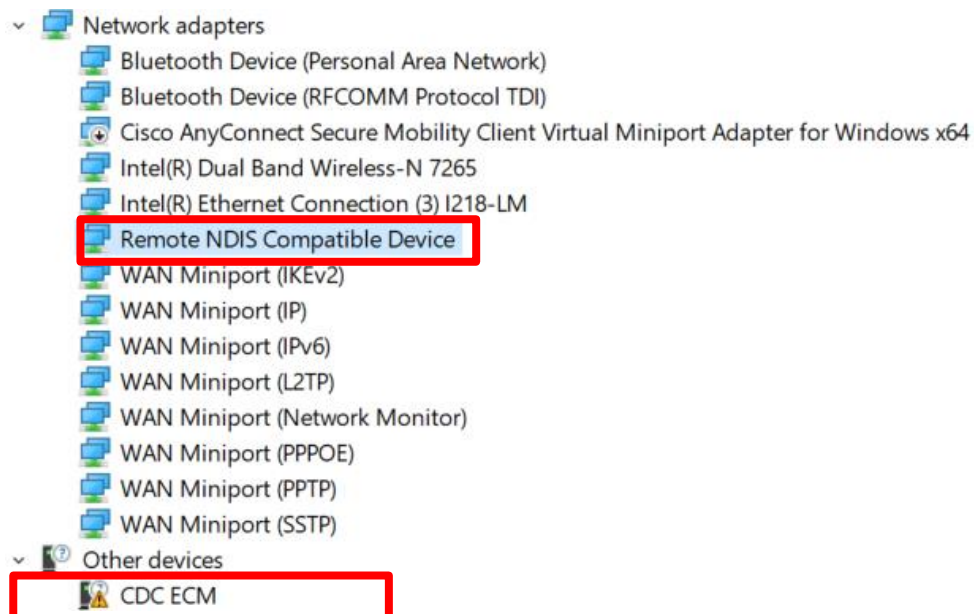 Network adapters
Bluetooth Device (Personal Area Network)
Bluetooth Device (RFCOMM Protocol TDI)
Cisco AnyConnect Secure Mobility Client Virtual Miniport Adapter for Windows x64
Intel(R) Dual Band Wireless-N 7265
Intel(R) Ethernet Connection (3) I218-LM
Remote NDIS Compatible Device
WAN Miniport (IKEv2)
WAN Miniport (IP)
WAN Miniport (IPv6)
WAN Miniport (L2TP)
WAN Miniport (Network Monitor)
WAN Miniport (PPPOE)
WAN Miniport (PPTP)
WAN Miniport (SSTP)
Other devices
CDC ECM